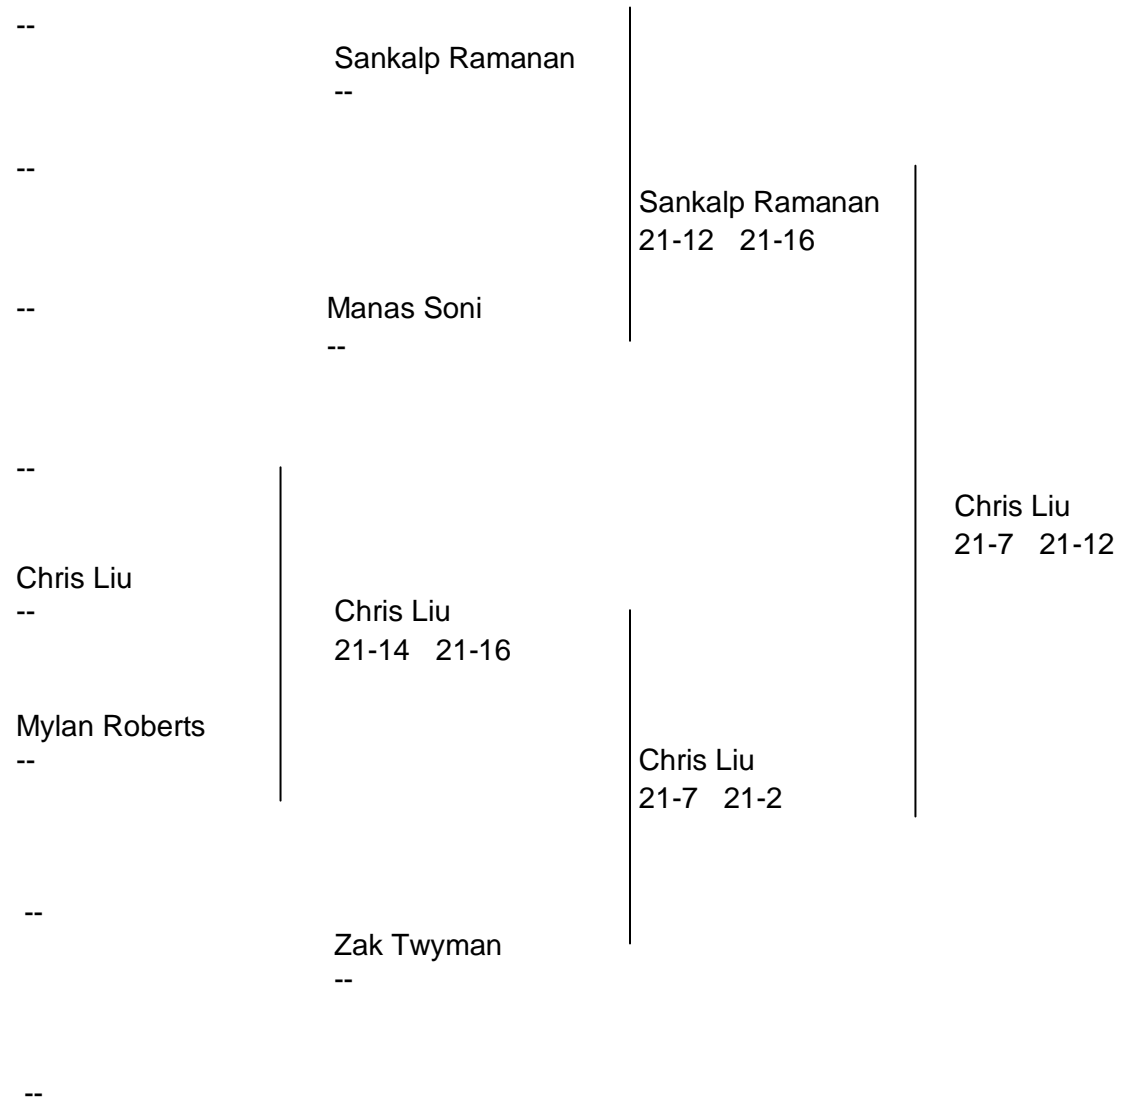 --
Sankalp Ramanan
--
--
Sankalp Ramanan
21-12 21-16
-- Manas Soni
--
--
Chris Liu
21-7 21-12
Chris Liu
--
Chris Liu
21-14 21-16
Mylan Roberts
--
Chris Liu
21-7 21-2
--
Zak Twyman
--
--